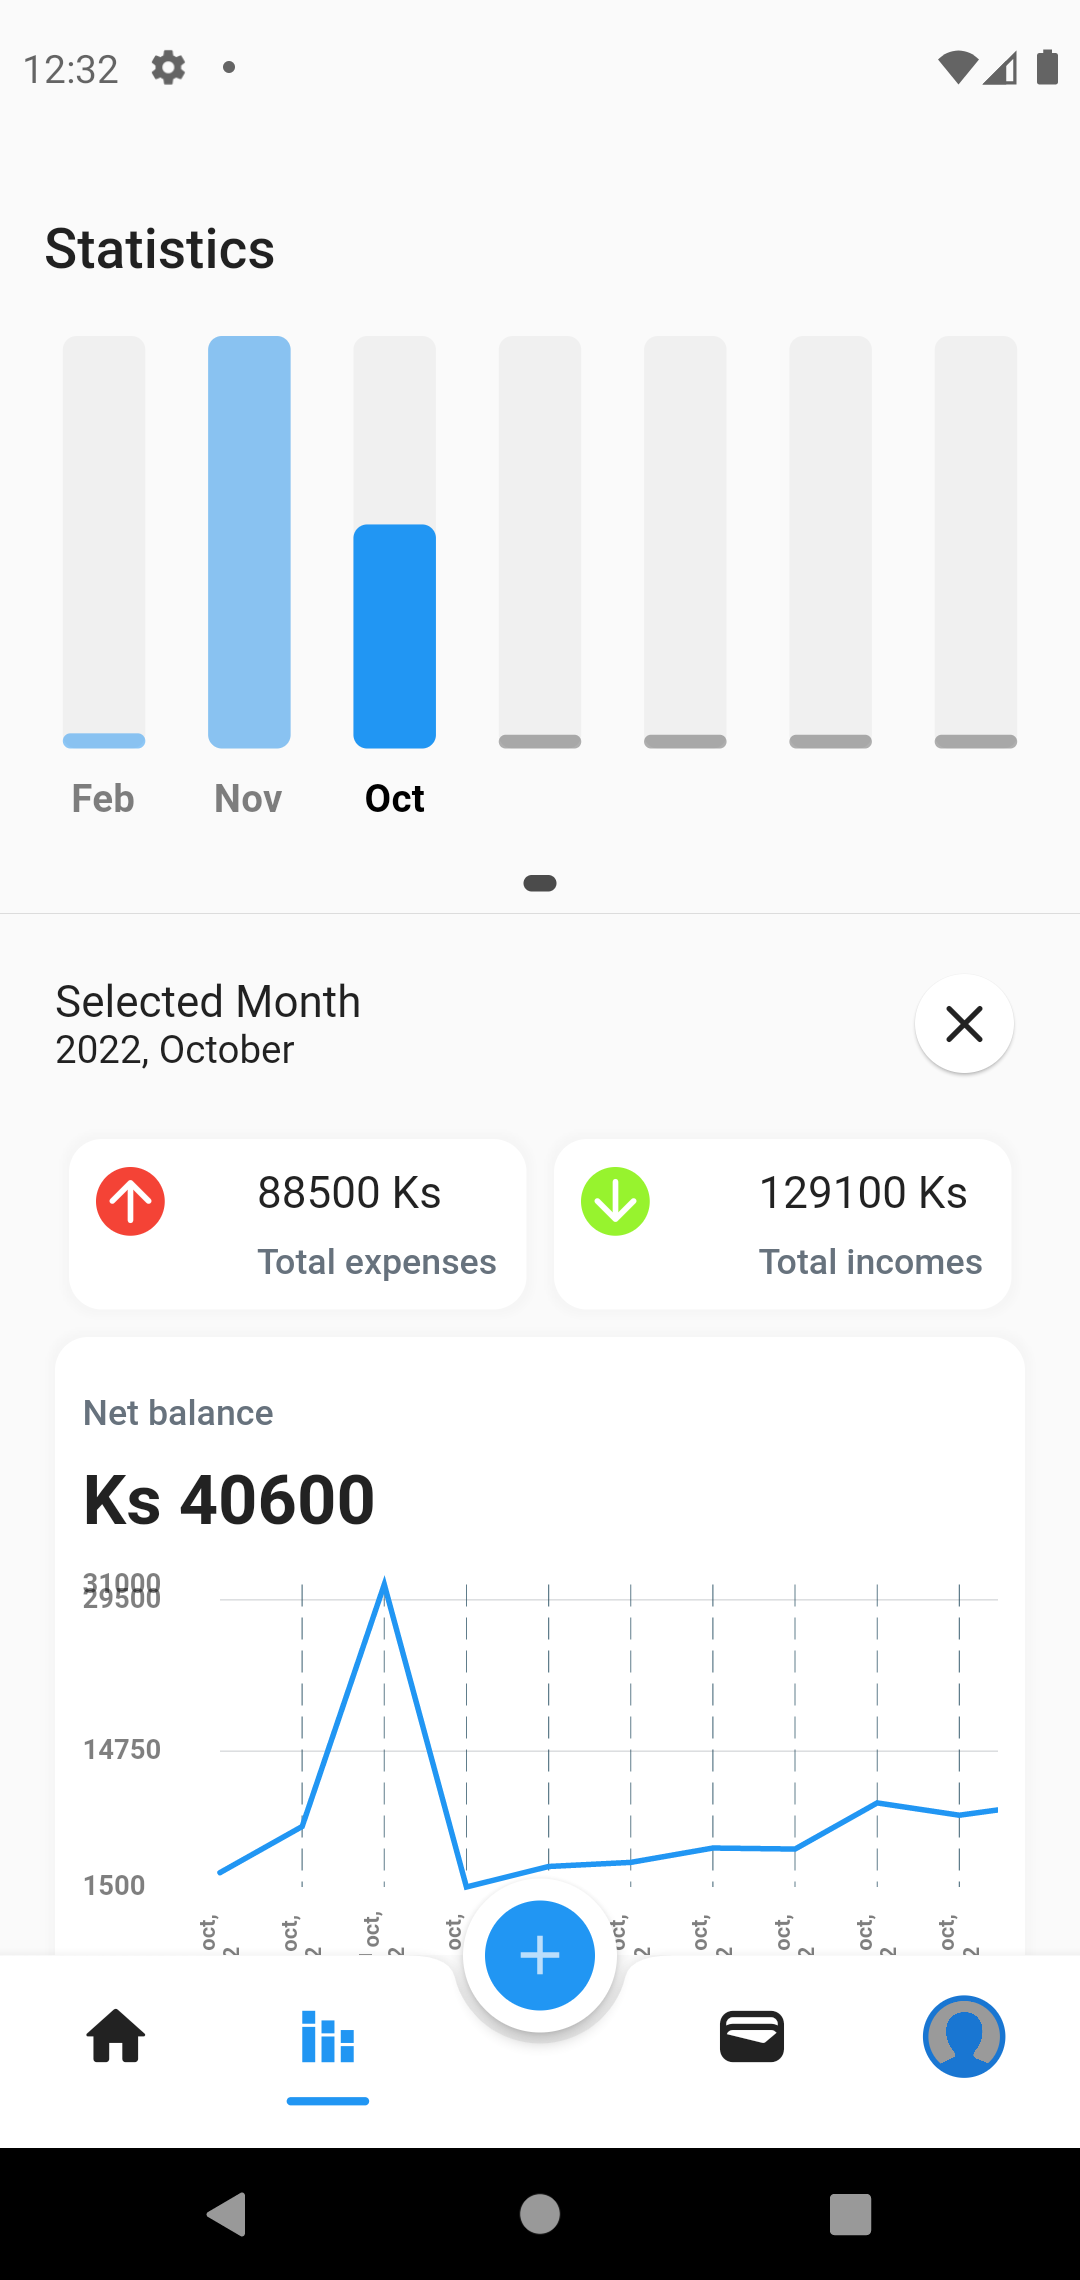 12:32
Statistics
Feb Nov Oct
Selected Month
2022, October
88500 Ks
Total expenses
129100 Ks
Total incomes
Net balance
Ks 40600
31000
29500
14750
1500
oct, oct, oct, oct, oct, oct, oct, oct, oct,